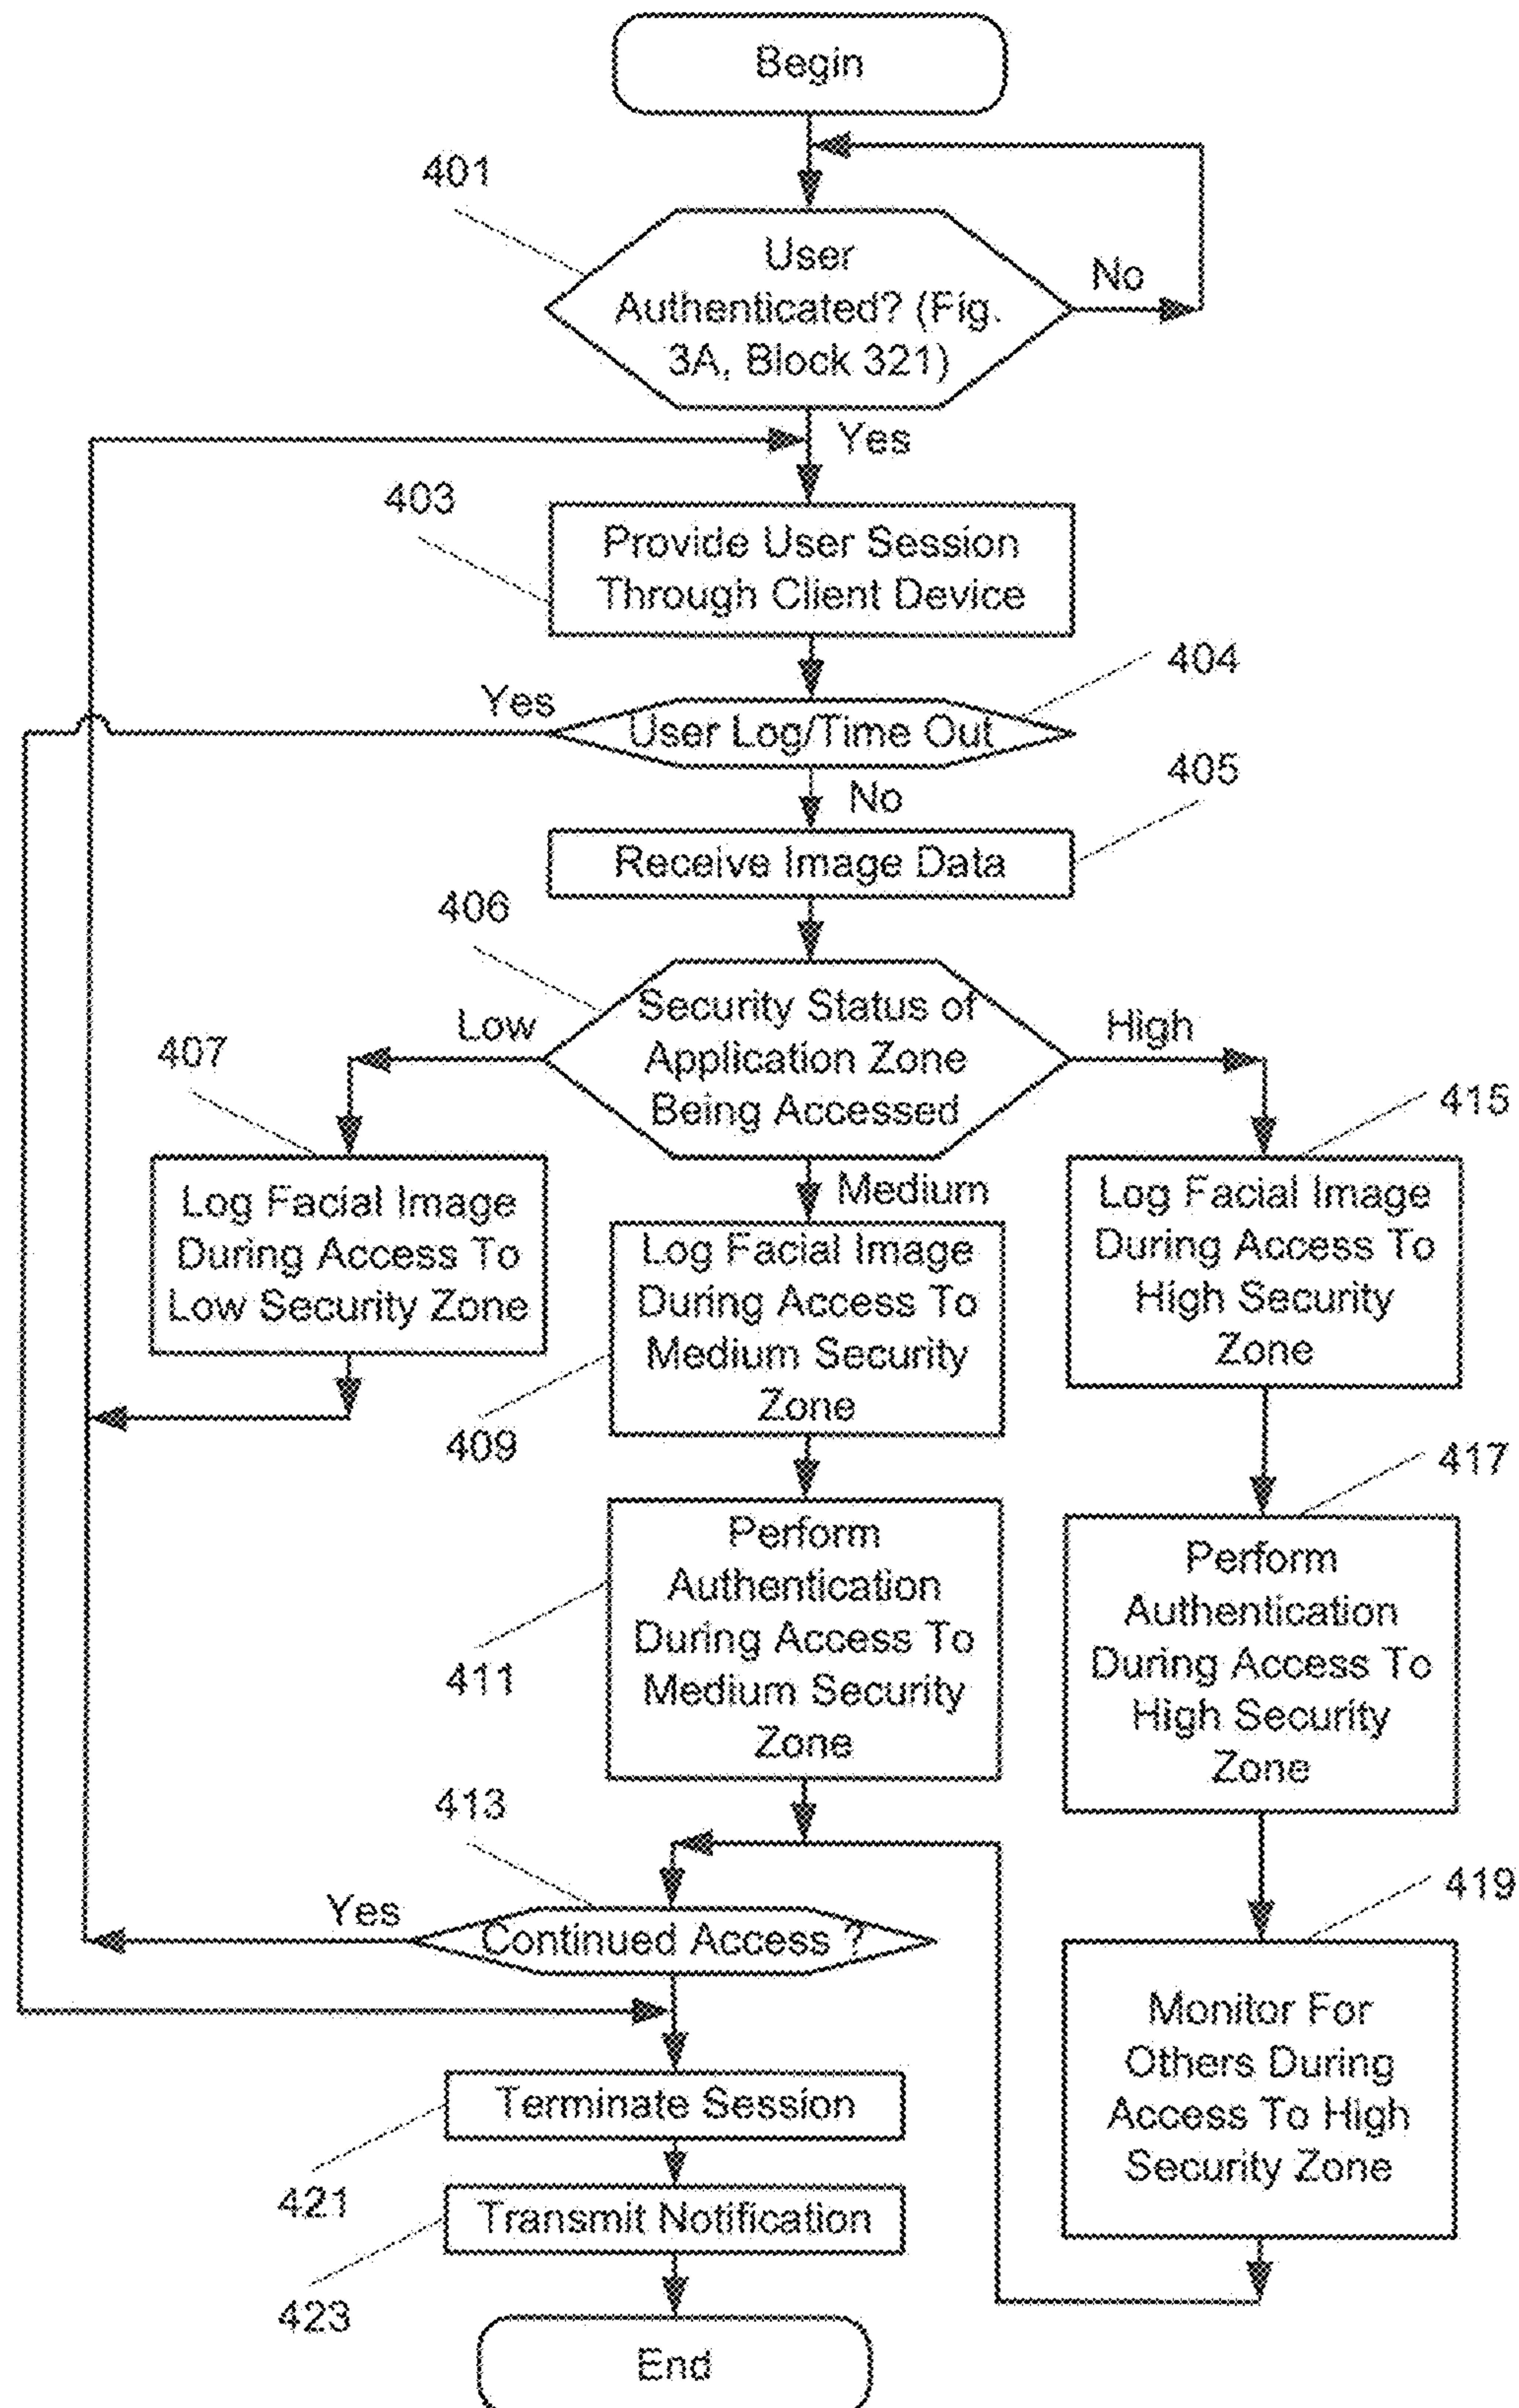 Begin
401
User
Authenticated? (Fig.
3A, Block 321)
No
Yes
403
Provide User Session
Through Client Device
404
Yes
User Log/Time Out
405
No
Receive Image Data
406
Security Status of
Application Zone
Being Accessed
Low
High
407
415
Log Facial Image
During Access To
Low Security Zone
Medium
Log Facial Image
During Access To
Medium Security
Zone
409
Log Facial Image
During Access To
High Security
Zone
417
Perform
Authentication
During Access To
Medium Security
Zone
411
Perform
Authentication
During Access To
High Security
Zone
413
419
Yes
Continued Access ?
Monitor For
Others During
Access To High
Security Zone
Terminate Session
421
Transmit Notification
423
End